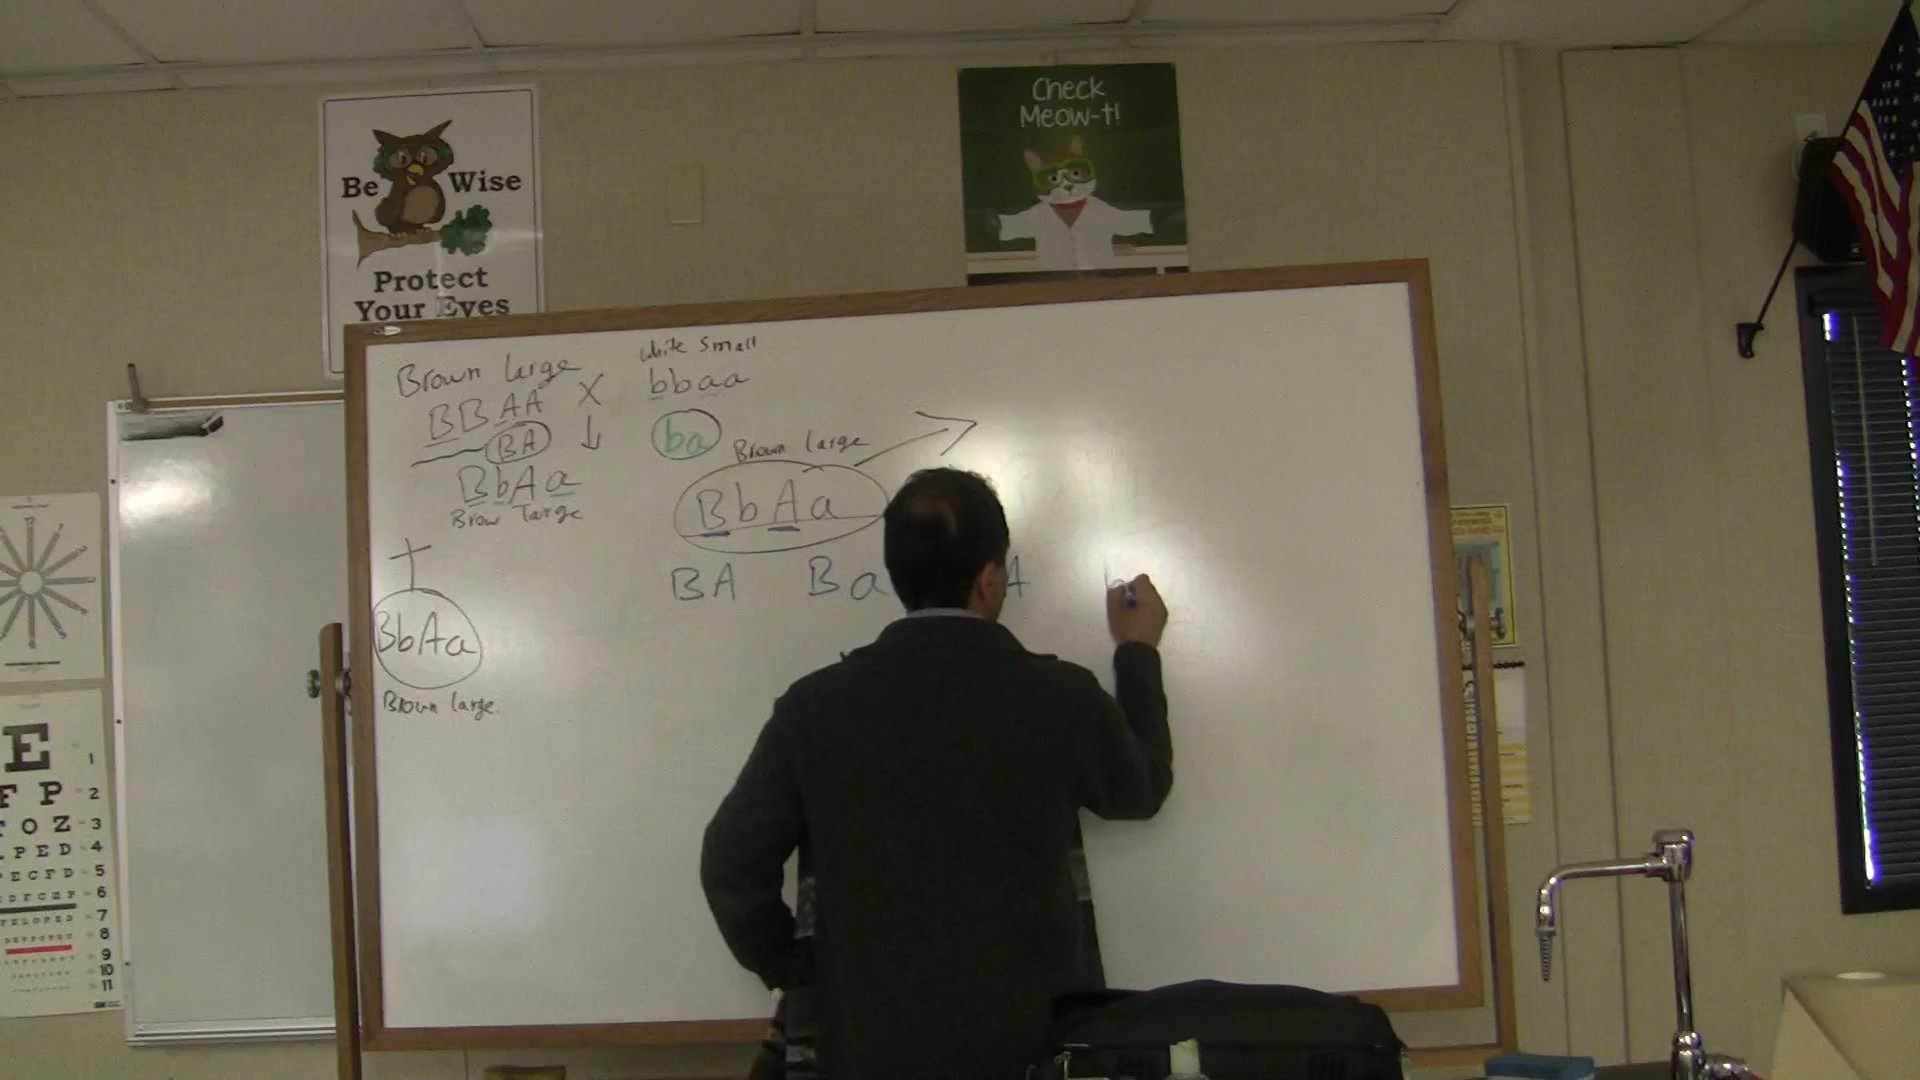 Be Wise
Protect
Your Eyes
Check
Meow-t!
Brown large
BBAA
X
BA
BbAa
Brow large
BbAa
Brown large.
white small
bbaa
ba
Brown large
BbAa
BA Ba A b
E 1
F P 2
F O Z 3
L P E D 4
P E C F D 5
6
7
8
9
10
11